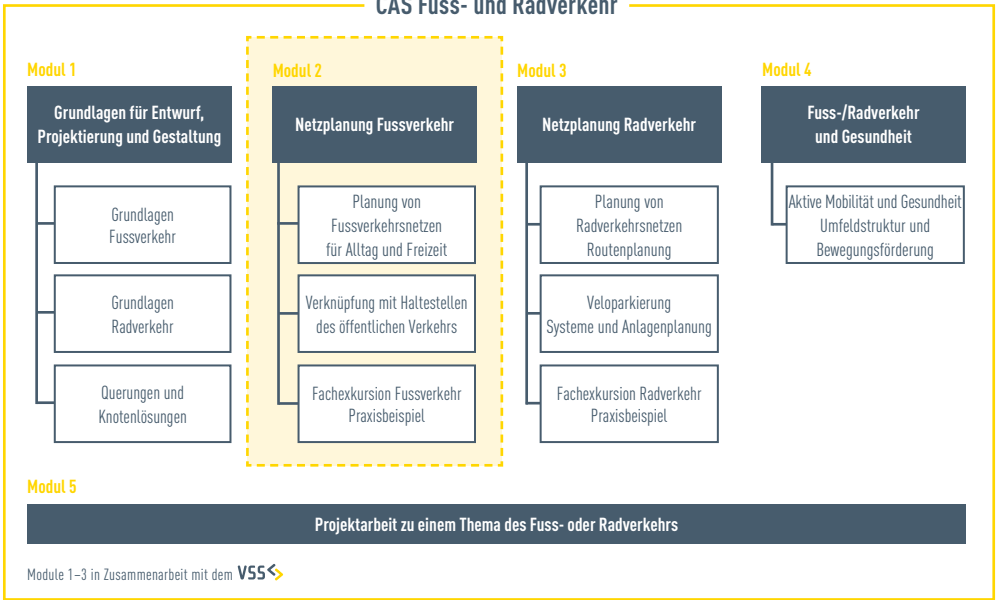 CAS Fuss- und Radverkehr
Modul 1
Grundlagen für Entwurf,
Projektierung und Gestaltung
Grundlagen
Fussverkehr
Grundlagen
Radverkehr
Querungen und
Knotenlösungen
Modul 2
Netzplanung Fussverkehr
Planung von
Fussverkehrsnetzen
für Alltag und Freizeit
Verknüpfung mit Haltestellen
des öffentlichen Verkehrs
Fachexkursion Fussverkehr
Praxisbeispiel
Modul 3
Netzplanung Radverkehr
Planung von
Radverkehrsnetzen
Routenplanung
Veloparkierung
Systeme und Anlagenplanung
Fachexkursion Radverkehr
Praxisbeispiel
Modul 4
Fuss-/Radverkehr
und Gesundheit
Aktive Mobilität und Gesundheit
Umfeldstruktur und
Bewegungsförderung
Modul 5
Projektarbeit zu einem Thema des Fuss- oder Radverkehrs
Module 1–3 in Zusammenarbeit mit dem VSS